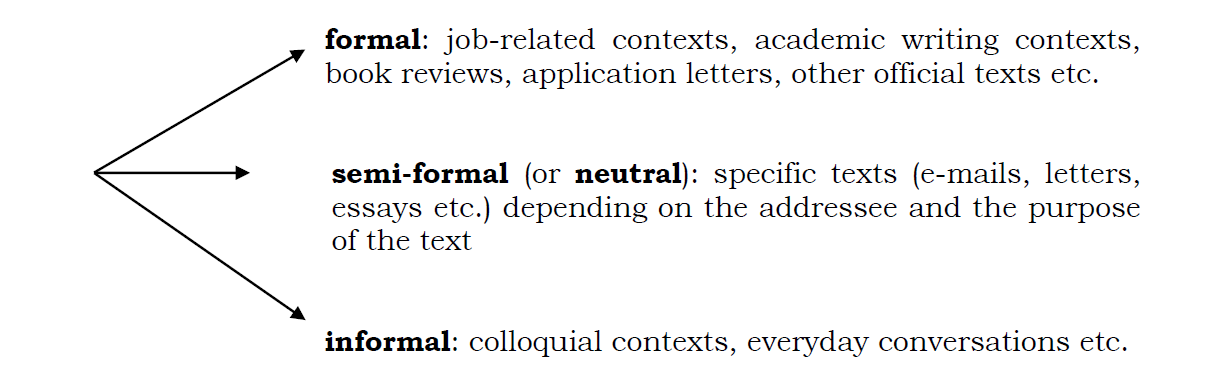 formal: job-related contexts, academic writing contexts,
book reviews, application letters, other official texts etc.
semi-formal (or neutral): specific texts (e-mails, letters,
essays etc.) depending on the addressee and the purpose
of the text
informal: colloquial contexts, everyday conversations etc.